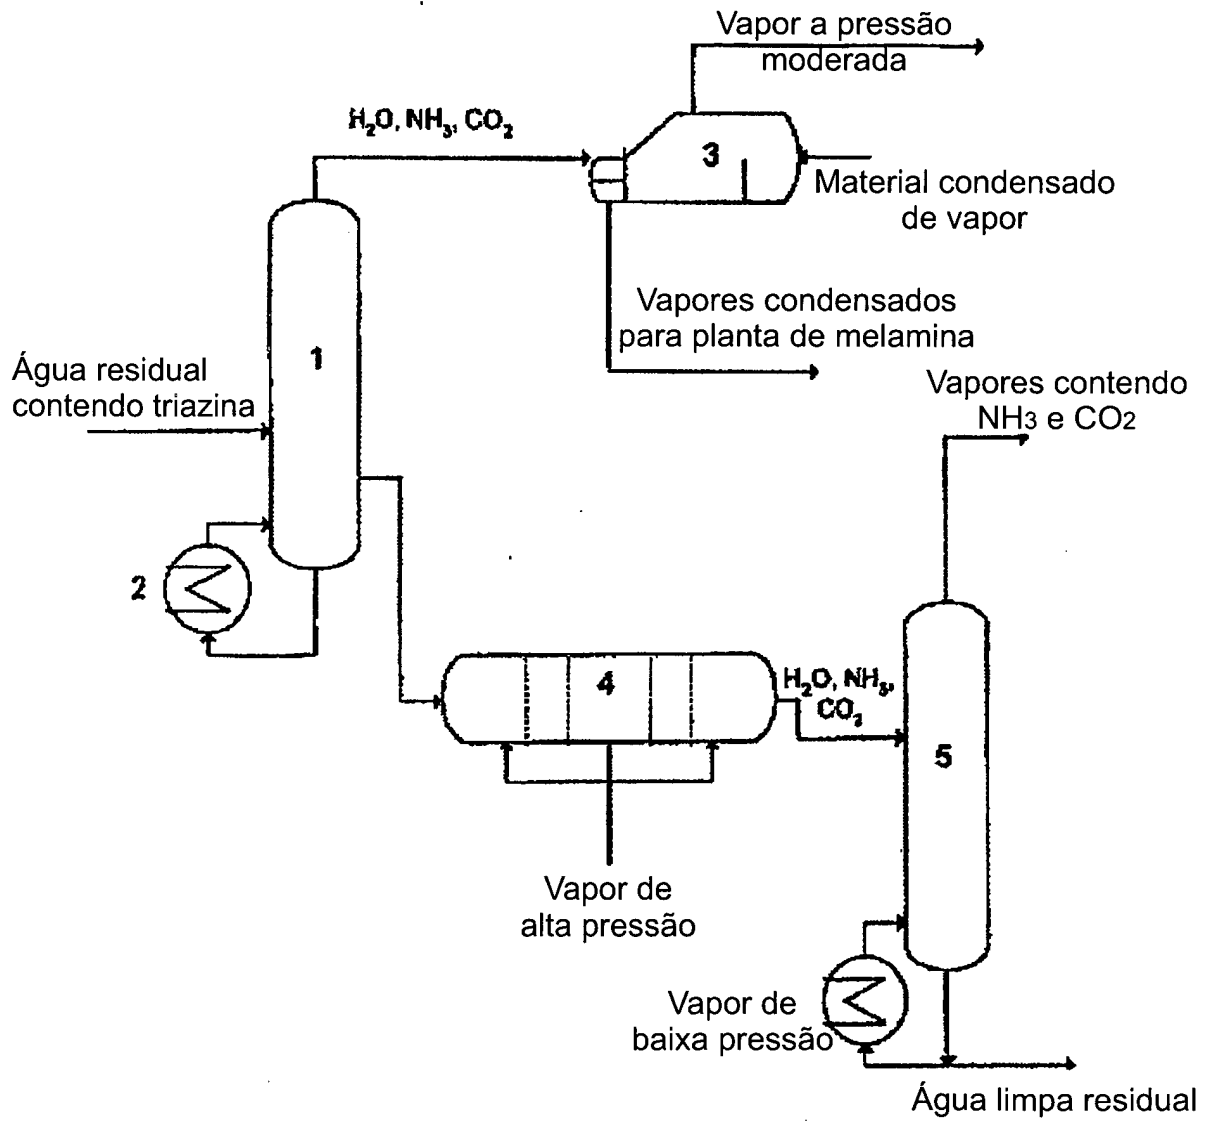 Vapor a pressão
moderada
H₂O, NH₃, CO₂
3
Material condensado
de vapor
Vapores condensados
para planta de melamina
1
Água residual
contendo triazina
Vapores contendo
NH3 e CO2
2
4
H₂O, NH₃,
CO₂
5
Vapor de
alta pressão
Vapor de
baixa pressão
Água limpa residual